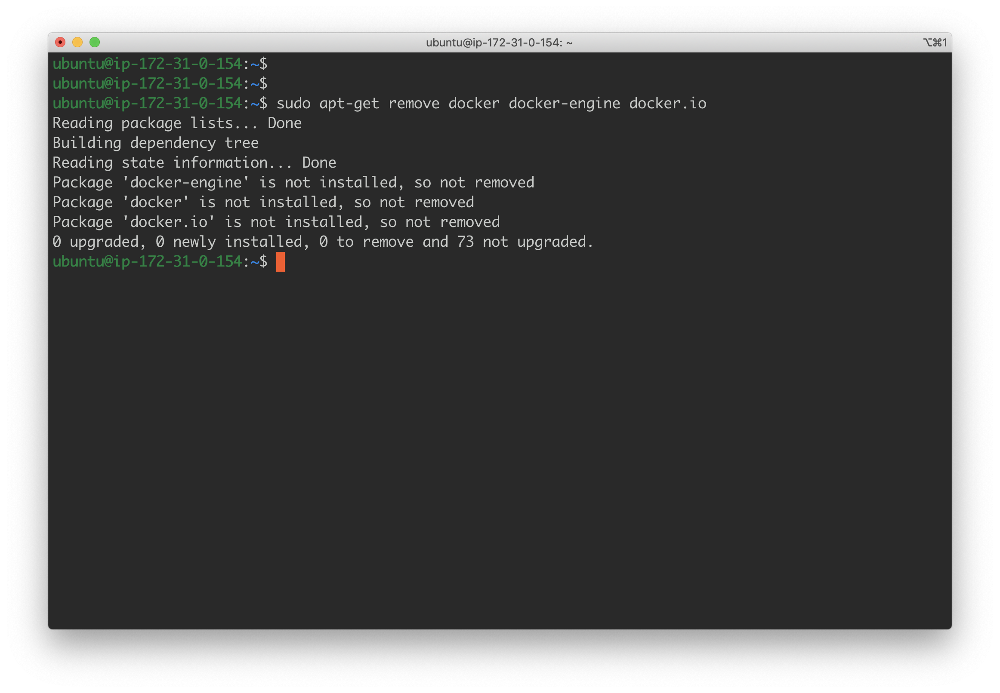 ubuntu@ip-172-31-0-154: ~
⌥⌘1
ubuntu@ip-172-31-0-154:~$
ubuntu@ip-172-31-0-154:~$
ubuntu@ip-172-31-0-154:~$ sudo apt-get remove docker docker-engine docker.io
Reading package lists... Done
Building dependency tree
Reading state information... Done
Package 'docker-engine' is not installed, so not removed
Package 'docker' is not installed, so not removed
Package 'docker.io' is not installed, so not removed
0 upgraded, 0 newly installed, 0 to remove and 73 not upgraded.
ubuntu@ip-172-31-0-154:~$